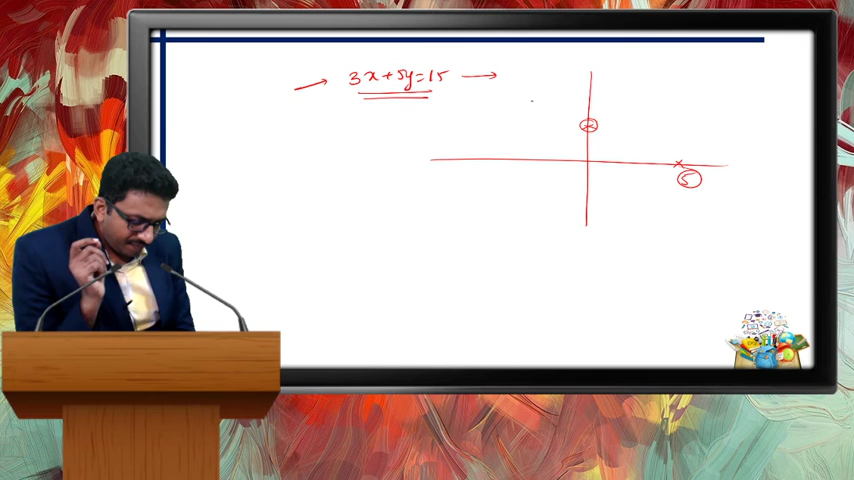 → 3x+5y=15 →
5